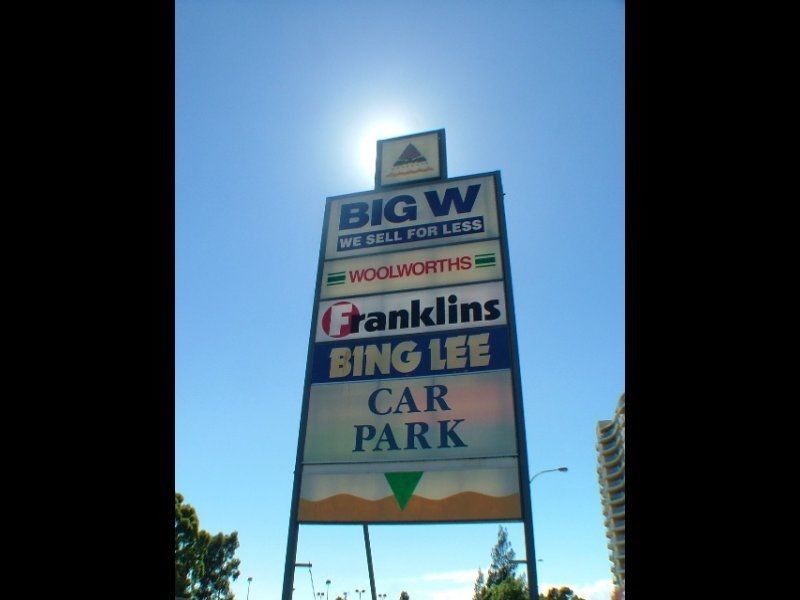 BIG W
WE SELL FOR LESS
WOOLWORTHS
Franklins
BING LEE
CAR
PARK